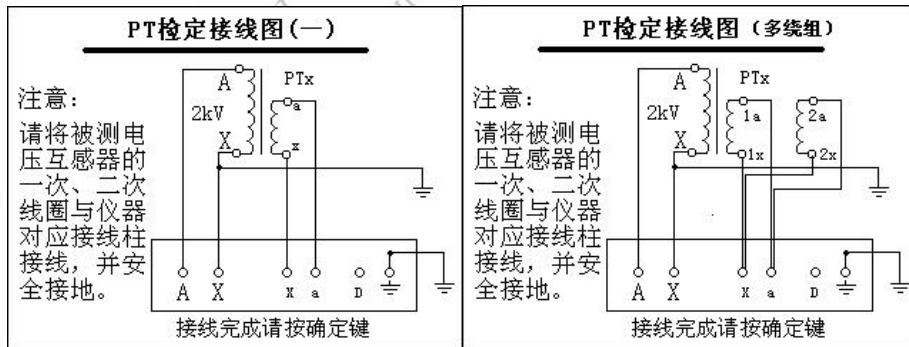 PT检定接线图(一)
注意：
请将被测电
压互感器的
一次、二次
线圈与仪器
对应接线柱
接线，并安
全接地。
A
2kV
X
PTx
a
x
A X x a D
接线完成请按确定键
PT检定接线图（多绕组）
注意：
请将被测电
压互感器的
一次、二次
线圈与仪器
对应接线柱
接线，并安
全接地。
A
2kV
X
PTx
1a 2a
1x 2x
A X x a D
接线完成请按确定键